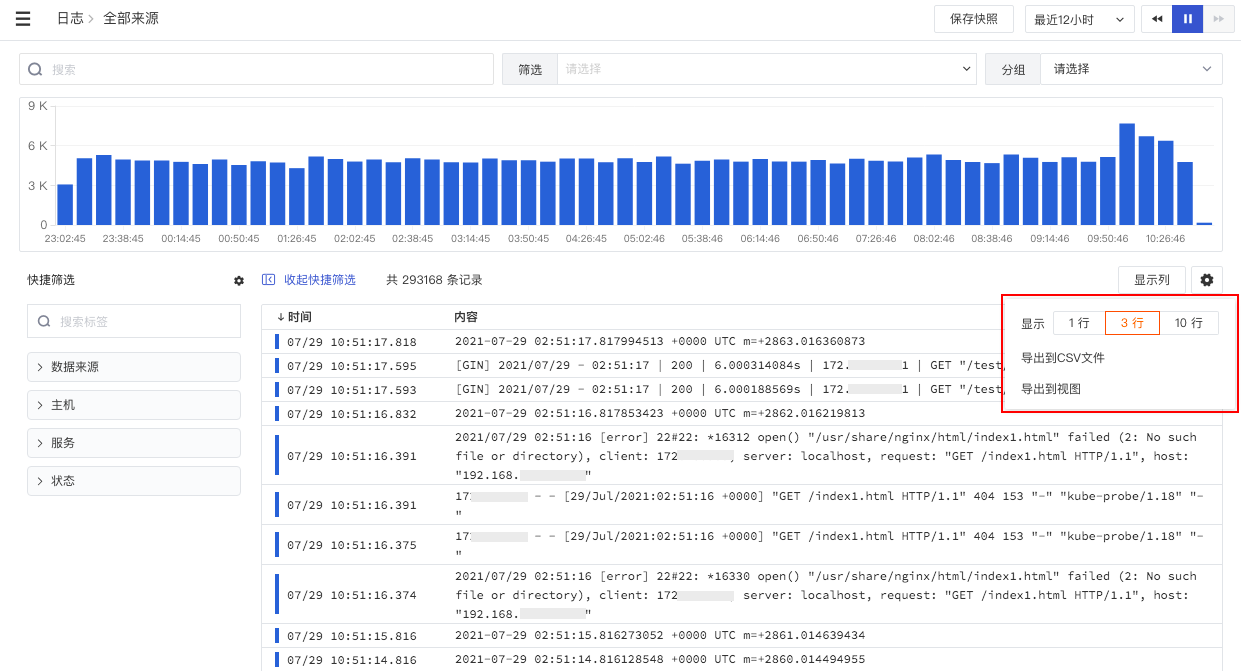 日志 全部来源 保存快照 最近12小时
搜索 筛选 请选择 分组 请选择
9 K
6 K
3 K
0
23:02:45 23:38:45 00:14:45 00:50:45 01:26:45 02:02:45 02:38:45 03:14:45 03:50:45 04:26:45 05:02:46 05:38:46 06:14:46 06:50:46 07:26:46 08:02:46 08:38:46 09:14:46 09:50:46 10:26:46
快捷筛选 收起快捷筛选 共 293168 条记录 显示列
搜索标签
数据来源
主机
服务
状态
时间 内容
07/29 10:51:17.818 2021-07-29 02:51:17.817994513 +0000 UTC m=+2863.016360873
07/29 10:51:17.595 [GIN] 2021/07/29 - 02:51:17 | 200 | 6.000314084s | 172. 1 | GET "/test,
07/29 10:51:17.593 [GIN] 2021/07/29 - 02:51:17 | 200 | 6.000188569s | 172. 1 | GET "/test,
07/29 10:51:16.832 2021-07-29 02:51:16.817853423 +0000 UTC m=+2862.016219813
07/29 10:51:16.391 2021/07/29 02:51:16 [error] 22#22: *16312 open() "/usr/share/nginx/html/index1.html" failed (2: No such
file or directory), client: 172 , server: localhost, request: "GET /index1.html HTTP/1.1", host:
"192.168. "
07/29 10:51:16.391 17 - - [29/Jul/2021:02:51:16 +0000] "GET /index1.html HTTP/1.1" 404 153 "-" "kube-probe/1.18" "-
"
07/29 10:51:16.375 17 - - [29/Jul/2021:02:51:16 +0000] "GET /index1.html HTTP/1.1" 404 153 "-" "kube-probe/1.18" "-
"
07/29 10:51:16.374 2021/07/29 02:51:16 [error] 22#22: *16330 open() "/usr/share/nginx/html/index1.html" failed (2: No such
file or directory), client: 172 server: localhost, request: "GET /index1.html HTTP/1.1", host:
"192.168. "
07/29 10:51:15.816 2021-07-29 02:51:15.816273052 +0000 UTC m=+2861.014639434
07/29 10:51:14.816 2021-07-29 02:51:14.816128548 +0000 UTC m=+2860.014494955
显示 1 行 3 行 10 行
导出到CSV文件
导出到视图